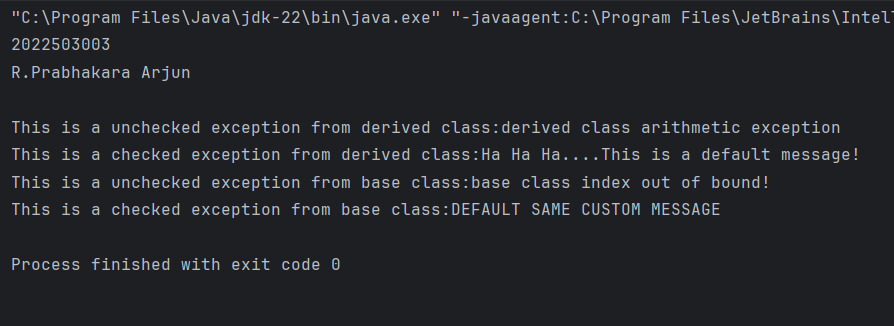 "C:\Program Files\Java\jdk-22\bin\java.exe" "-javaagent:C:\Program Files\JetBrains\Intel
2022503003
R.Prabhakara Arjun
This is a unchecked exception from derived class:derived class arithmetic exception
This is a checked exception from derived class:Ha Ha Ha....This is a default message!
This is a unchecked exception from base class:base class index out of bound!
This is a checked exception from base class:DEFAULT SAME CUSTOM MESSAGE
Process finished with exit code 0